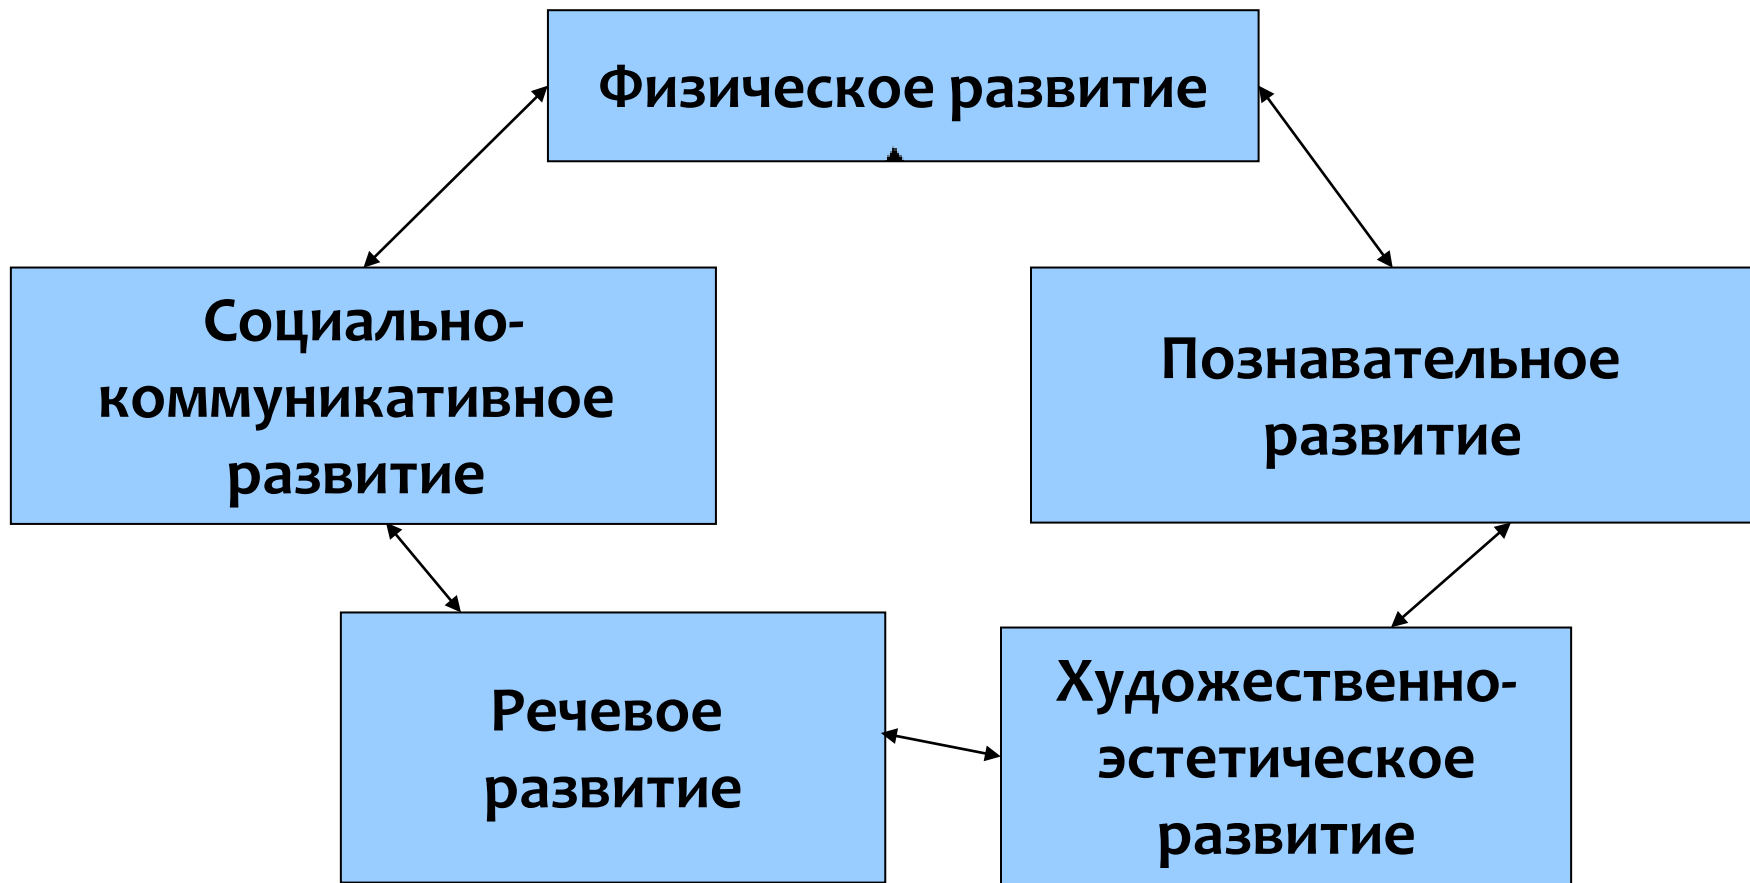 Физическое развитие
Социально-
коммуникативное
развитие
Познавательное
развитие
Речевое
развитие
Художественно-
эстетическое
развитие